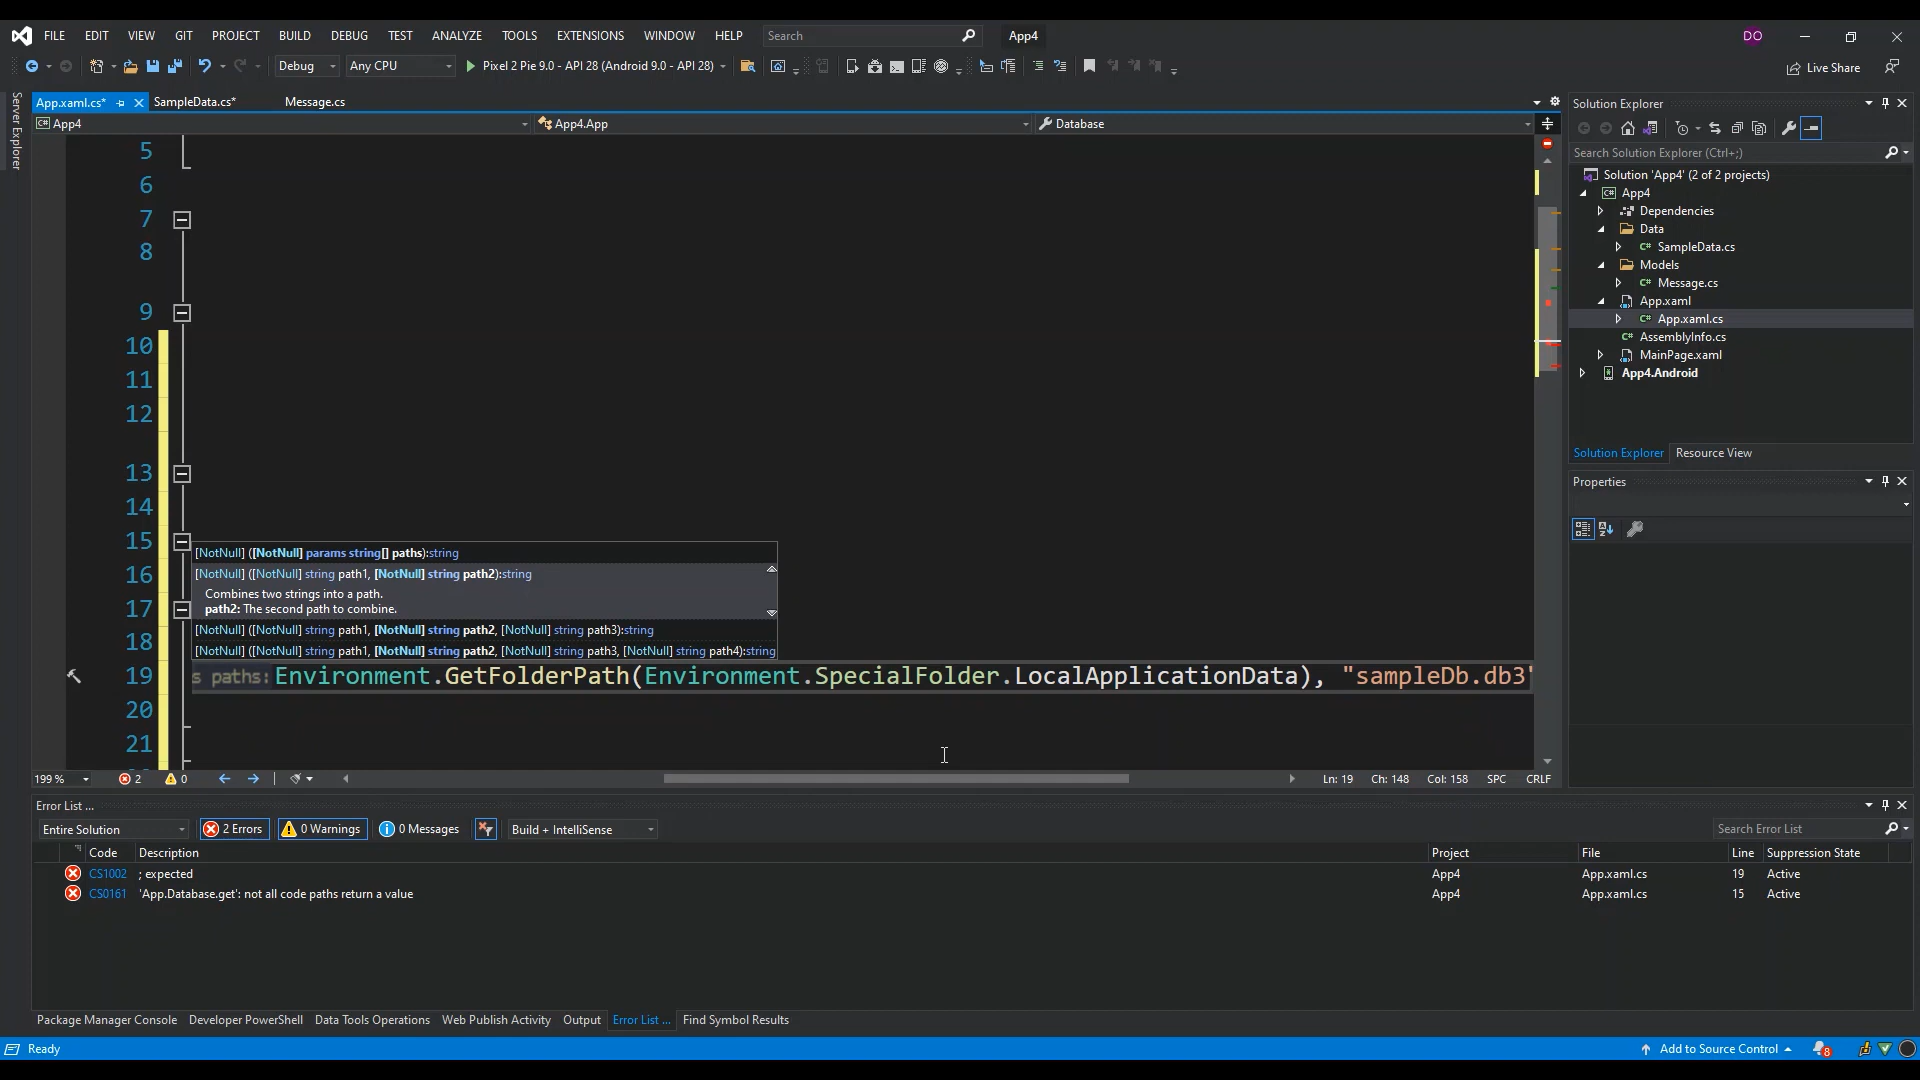 FILE EDIT VIEW GIT PROJECT BUILD DEBUG TEST ANALYZE TOOLS EXTENSIONS WINDOW HELP Search App4 DO
Debug Any CPU Pixel 2 Pie 9.0 - API 28 (Android 9.0 - API 28) Live Share
Server Explorer
App.xaml.cs* SampleData.cs* Message.cs
App4 App4.App Database
5
6
7
8
9
10
11
12
13
14
15
[NotNull] ([NotNull] params string[] paths):string
16
[NotNull] ([NotNull] string path1, [NotNull] string path2):string
Combines two strings into a path.
17
path2: The second path to combine.
18
[NotNull] ([NotNull] string path1, [NotNull] string path2, [NotNull] string path3):string
[NotNull] ([NotNull] string path1, [NotNull] string path2, [NotNull] string path3, [NotNull] string path4):string
19 s paths: Environment.GetFolderPath(Environment.SpecialFolder.LocalApplicationData), "sampleDb.db3"
20
21
199 % 2 0 Ln: 19 Ch: 148 Col: 158 SPC CRLF
Solution Explorer
Search Solution Explorer (Ctrl+;)
Solution 'App4' (2 of 2 projects)
App4
Dependencies
Data
SampleData.cs
Models
Message.cs
App.xaml
App.xaml.cs
AssemblyInfo.cs
MainPage.xaml
App4.Android
Solution Explorer Resource View
Properties
Error List ...
Entire Solution 2 Errors 0 Warnings 0 Messages Build + IntelliSense Search Error List
Code Description Project File Line Suppression State
CS1002 ; expected App4 App.xaml.cs 19 Active
CS0161 'App.Database.get': not all code paths return a value App4 App.xaml.cs 15 Active
Package Manager Console Developer PowerShell Data Tools Operations Web Publish Activity Output Error List ... Find Symbol Results
Ready Add to Source Control 8